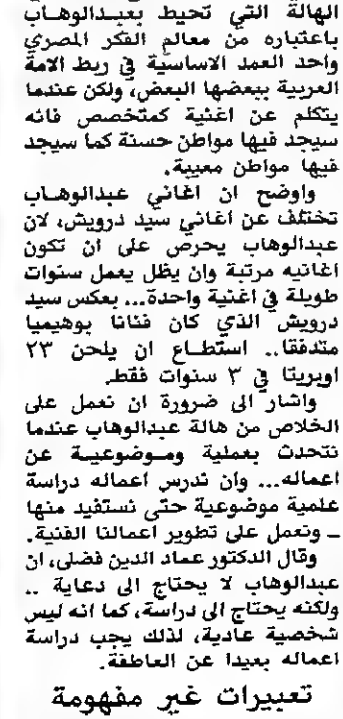 الهالة التي تحيط بعبدالوهاب
باعتباره من معالم الفكر المصري
واحد العمد الاساسية في ربط الامة
العربية ببعضها البعض، ولكن عندما
يتكلم عن اغنية كمتخصص فانه
سيجد فيها مواطن حسنة كما سيجد
فيها مواطن معيبة.
واوضح ان اغاني عبدالوهاب
تختلف عن اغاني سيد درويش، لان
عبدالوهاب يحرص على ان تكون
اغانيه مرتبة وان يظل يعمل سنوات
طويلة في اغنية واحدة... بعكس سيد
درويش الذي كان فنانا بوهيميا
متدفقا.. استطاع ان يلحن ٢٣
اوبريتا في ٣ سنوات فقط.
واشار الى ضرورة ان نعمل على
الخلاص من هالة عبدالوهاب عندما
نتحدث بعملية وموضوعية عن
اعماله... وان ندرس اعماله دراسة
علمية موضوعية حتى نستفيد منها
ـ ونعمل على تطوير اعمالنا الفنية.
وقال الدكتور عماد الدين فضلى، ان
عبدالوهاب لا يحتاج الى دعاية ..
ولكنه يحتاج الى دراسة، كما انه ليس
شخصية عادية، لذلك يجب دراسة
اعماله بعيدا عن العاطفة.
تعبيرات غير مفهومة